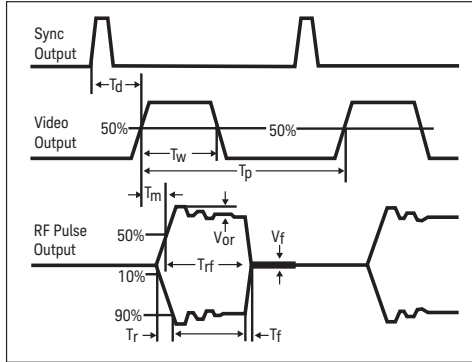 Sync
Output
Td
Video
Output
50%
50%
Tw
Tp
Tm
RF Pulse
Output
50%
Vor
Vf
Trf
10%
90%
Tr
Tf